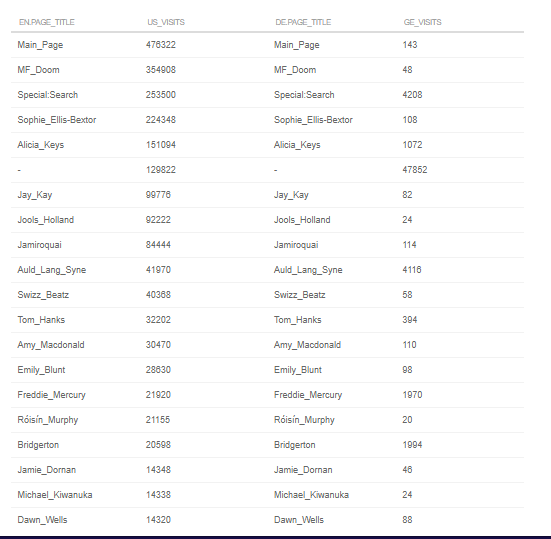 EN.PAGE_TITLE US_VISITS DE.PAGE_TITLE GE_VISITS
Main_Page 476322 Main_Page 143
MF_Doom 354908 MF_Doom 48
Special:Search 253500 Special:Search 4208
Sophie_Ellis-Bextor 224348 Sophie_Ellis-Bextor 108
Alicia_Keys 151094 Alicia_Keys 1072
- 129822 - 47852
Jay_Kay 99776 Jay_Kay 82
Jools_Holland 92222 Jools_Holland 24
Jamiroquai 84444 Jamiroquai 114
Auld_Lang_Syne 41970 Auld_Lang_Syne 4116
Swizz_Beatz 40368 Swizz_Beatz 58
Tom_Hanks 32202 Tom_Hanks 394
Amy_Macdonald 30470 Amy_Macdonald 110
Emily_Blunt 28630 Emily_Blunt 98
Freddie_Mercury 21920 Freddie_Mercury 1970
Róisín_Murphy 21155 Róisín_Murphy 20
Bridgerton 20598 Bridgerton 1994
Jamie_Dornan 14348 Jamie_Dornan 46
Michael_Kiwanuka 14338 Michael_Kiwanuka 24
Dawn_Wells 14320 Dawn_Wells 88